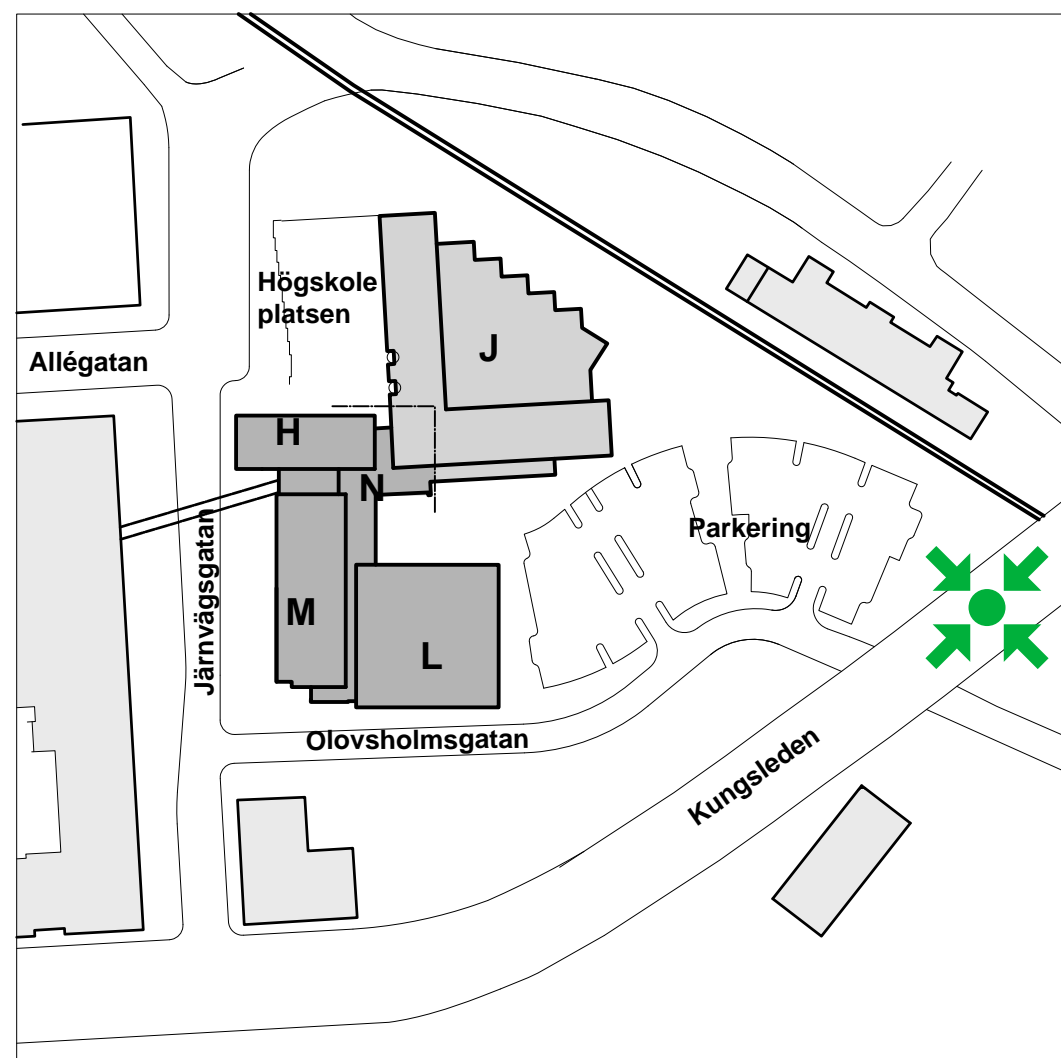 Högskole
platsen
J
Allégatan
H
N
Parkering
Järnvägsgatan
M
L
Olovsholmsgatan
Kungsleden